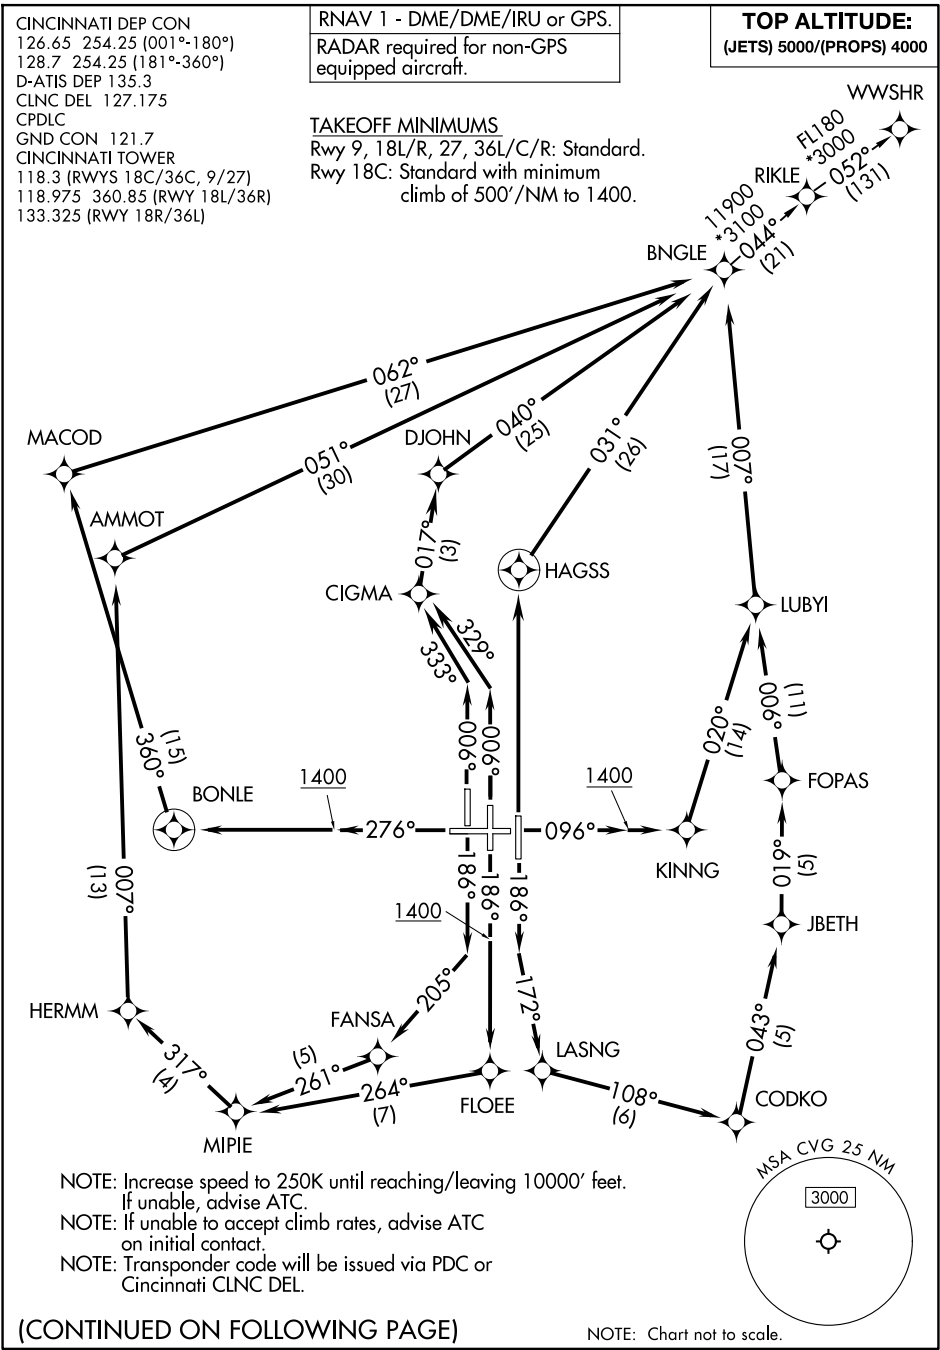 CINCINNATI DEP CON
126.65 254.25 (001°-180°)
128.7 254.25 (181°-360°)
D-ATIS DEP 135.3
CLNC DEL 127.175
CPDLC
GND CON 121.7
CINCINNATI TOWER
118.3 (RWYS 18C/36C, 9/27)
118.975 360.85 (RWY 18L/36R)
133.325 (RWY 18R/36L)
RNAV 1 - DME/DME/IRU or GPS.
RADAR required for non-GPS
equipped aircraft.
TOP ALTITUDE:
(JETS) 5000/(PROPS) 4000
TAKEOFF MINIMUMS
Rwy 9, 18L/R, 27, 36L/C/R: Standard.
Rwy 18C: Standard with minimum
climb of 500'/NM to 1400.
WWSHR
FL180
*3000
052°
(131)
RIKLE
11900
*3100
044°
(21)
BNGLE
062°
(27)
MACOD
051°
(30)
DJOHN
040°
(25)
031°
(26)
007°
(17)
AMMOT
017°
(3)
HAGSS
CIGMA
LUBYI
329°
333°
006°
006°
020°
(14)
006°
(11)
FOPAS
360°
(15)
BONLE
1400
276°
096°
1400
KINNG
186°
186°
186°
1400
019°
(5)
JBETH
007°
(13)
HERMM
205°
172°
FANSA
LASNG
043°
(5)
317°
(4)
(5)
261°
264°
(7)
FLOEE
108°
(6)
CODKO
MIPIE
MSA CVG 25 NM
3000
NOTE: Increase speed to 250K until reaching/leaving 10000' feet.
If unable, advise ATC.
NOTE: If unable to accept climb rates, advise ATC
on initial contact.
NOTE: Transponder code will be issued via PDC or
Cincinnati CLNC DEL.
(CONTINUED ON FOLLOWING PAGE)
NOTE: Chart not to scale.